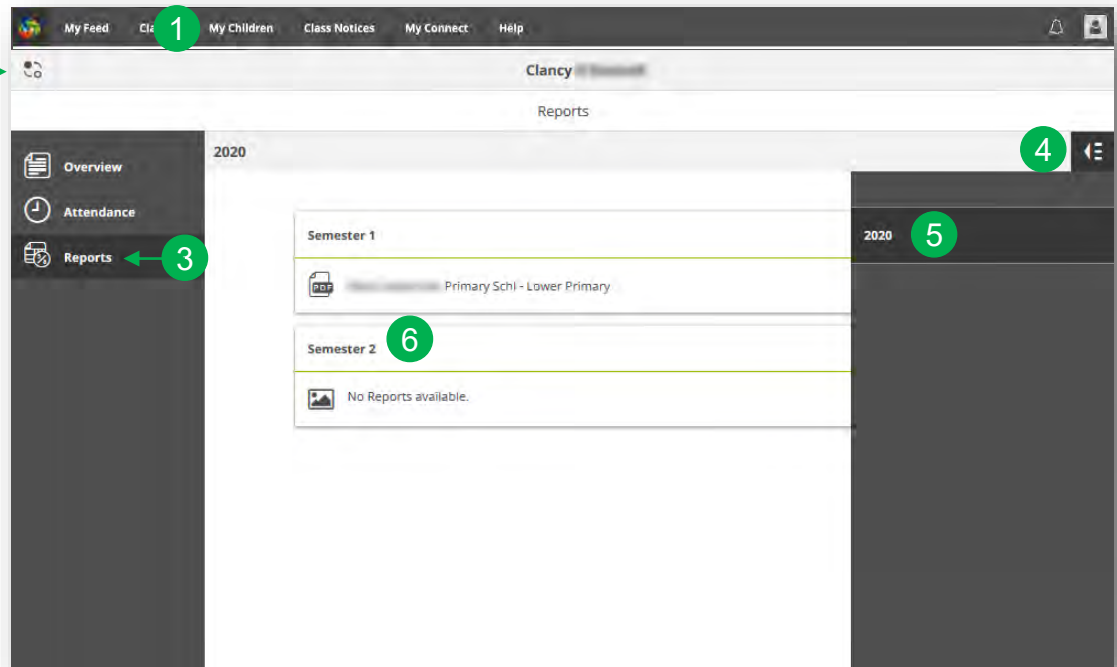 My Feed Cla 1 My Children Class Notices My Connect Help
Clancy
Reports
Overview
Attendance
Reports 3
2020 4
Semester 1
PDF Primary Schl - Lower Primary
Semester 2 6
No Reports available.
2020 5